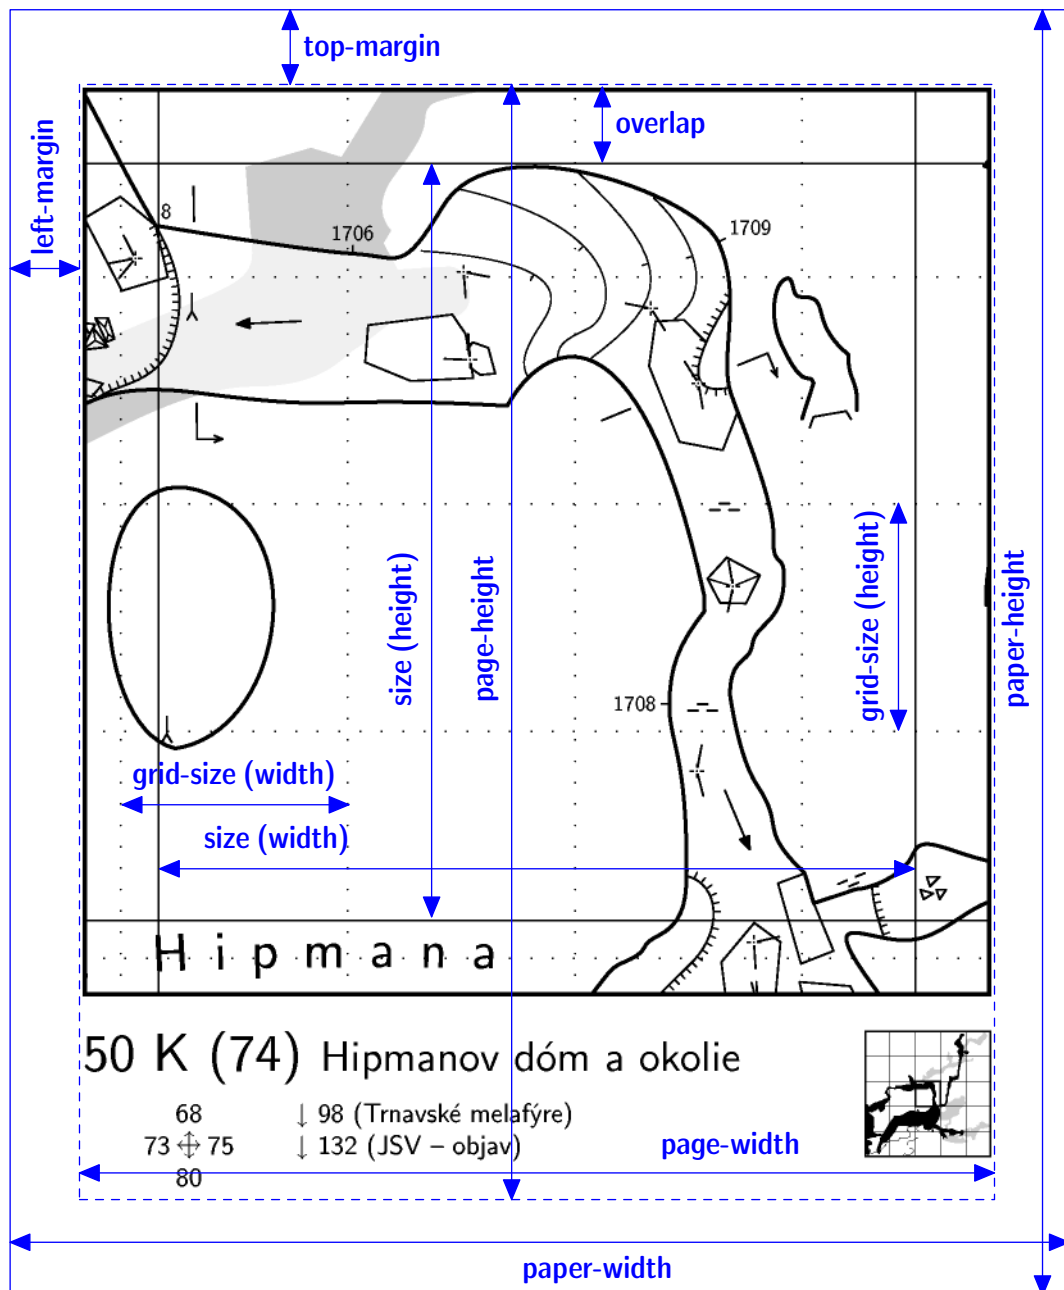 top-margin
overlap
left-margin
8
1706
1709
size (height)
page-height
grid-size (height)
paper-height
1708
grid-size (width)
size (width)
Hipmana
50 K (74) Hipmanov dóm a okolie
68 ↓ 98 (Trnavské melafýre)
73 75 ↓ 132 (JSV – objav)
80
page-width
paper-width